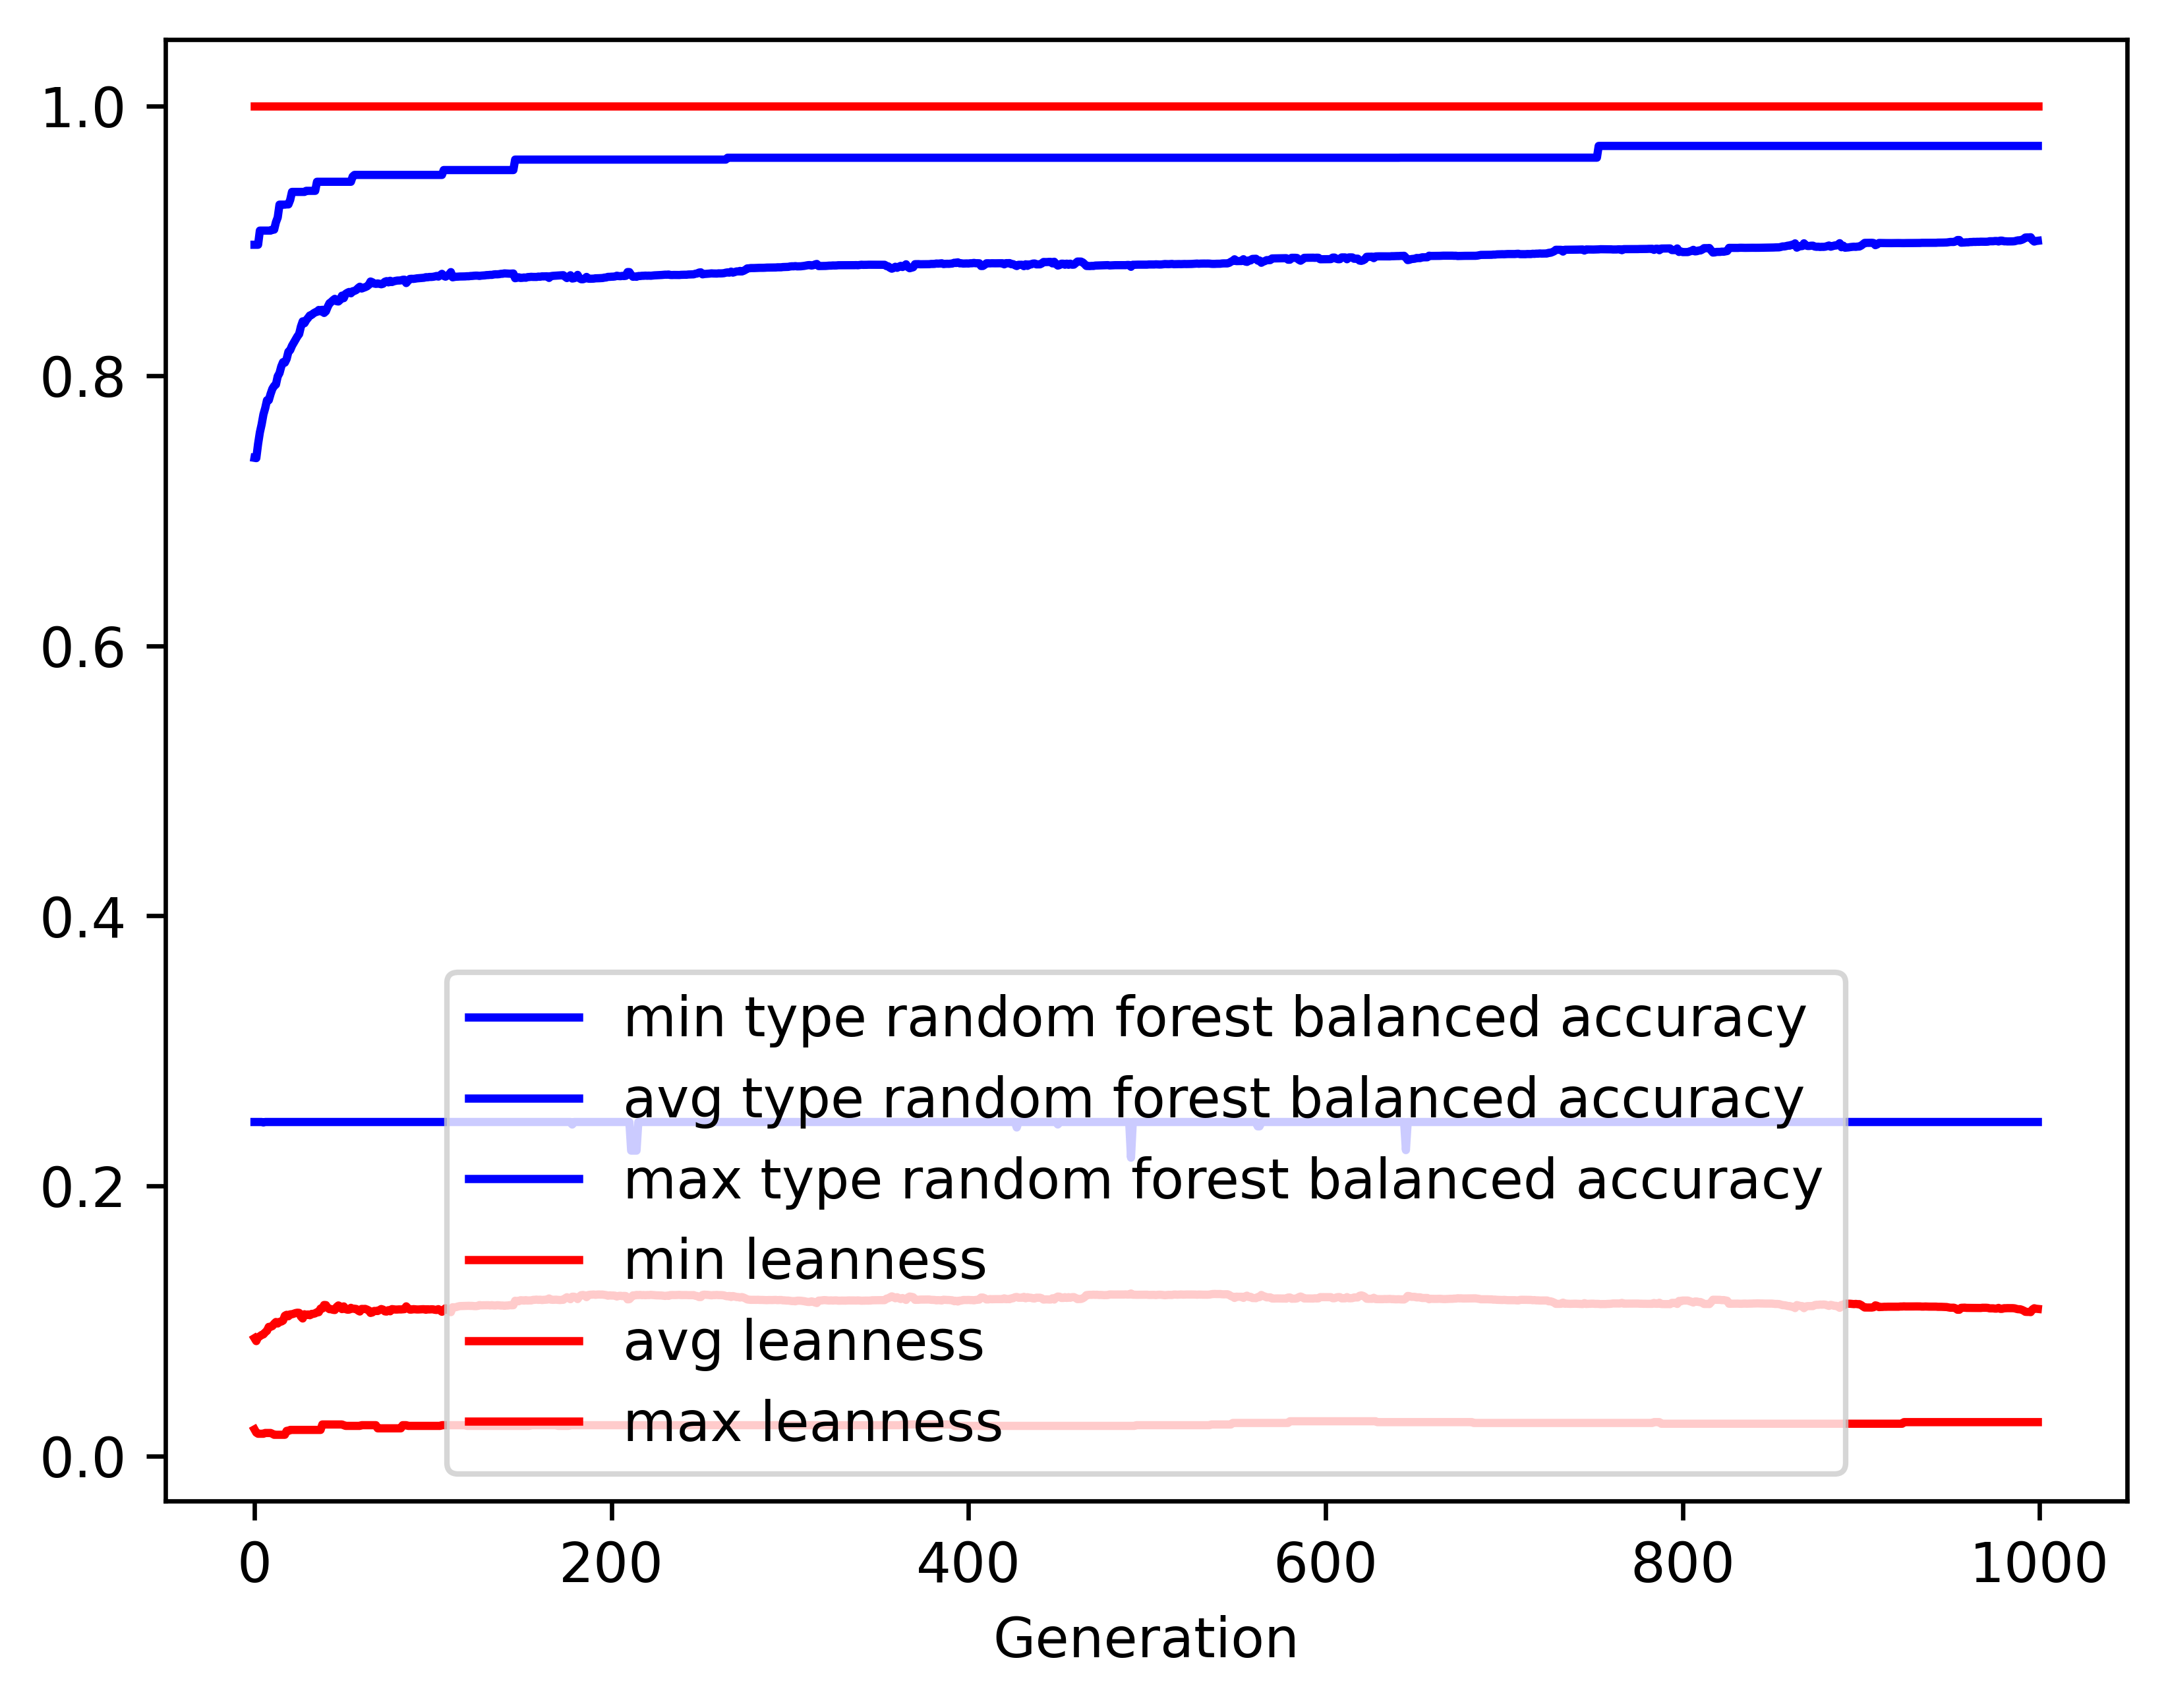 1.0
0.8
0.6
0.4
0.2
0.0
min type random forest balanced accuracy
avg type random forest balanced accuracy
max type random forest balanced accuracy
min leanness
avg leanness
max leanness
0 200 400 600 800 1000
Generation